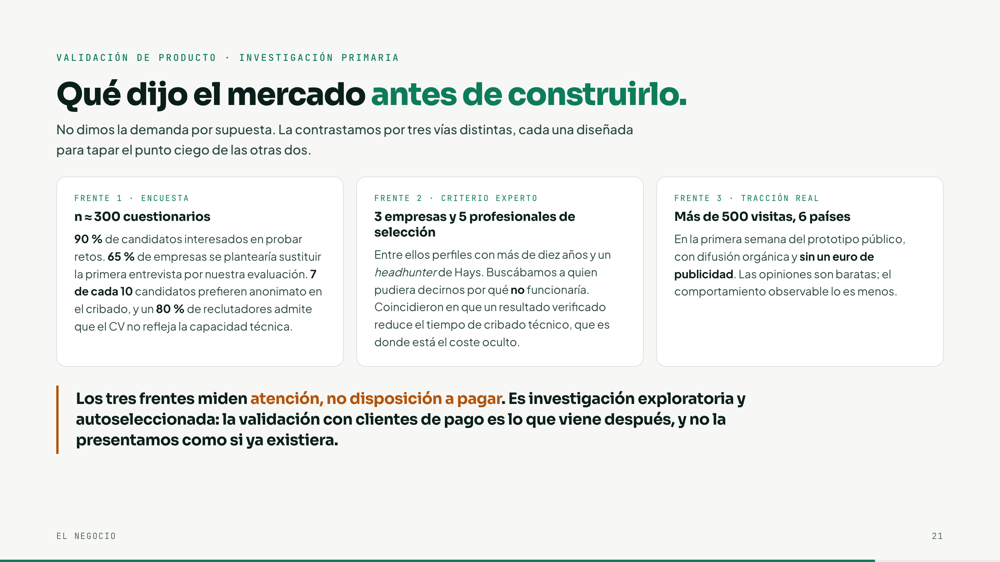 VALIDACIÓN DE PRODUCTO · INVESTIGACIÓN PRIMARIA
Qué dijo el mercado antes de construirlo.
No dimos la demanda por supuesta. La contrastamos por tres vías distintas, cada una diseñada
para tapar el punto ciego de las otras dos.
FRENTE 1 · ENCUESTA
n ≈ 300 cuestionarios
90 % de candidatos interesados en probar
retos. 65 % de empresas se plantearía sustituir
la primera entrevista por nuestra evaluación. 7
de cada 10 candidatos prefieren anonimato en
el cribado, y un 80 % de reclutadores admite
que el CV no refleja la capacidad técnica.
FRENTE 2 · CRITERIO EXPERTO
3 empresas y 5 profesionales de
selección
Entre ellos perfiles con más de diez años y un
headhunter de Hays. Buscábamos a quien
pudiera decirnos por qué no funcionaría.
Coincidieron en que un resultado verificado
reduce el tiempo de cribado técnico, que es
donde está el coste oculto.
FRENTE 3 · TRACCIÓN REAL
Más de 500 visitas, 6 países
En la primera semana del prototipo público,
con difusión orgánica y sin un euro de
publicidad. Las opiniones son baratas; el
comportamiento observable lo es menos.
Los tres frentes miden atención, no disposición a pagar. Es investigación exploratoria y
autoseleccionada: la validación con clientes de pago es lo que viene después, y no la
presentamos como si ya existiera.
EL NEGOCIO
21